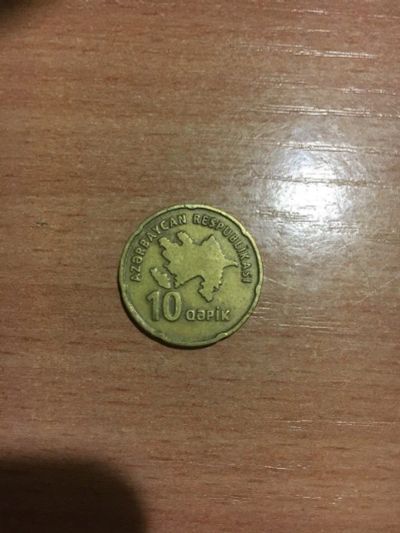 AZƏRBAYCAN RESPUBLİKASI
10 qəpik